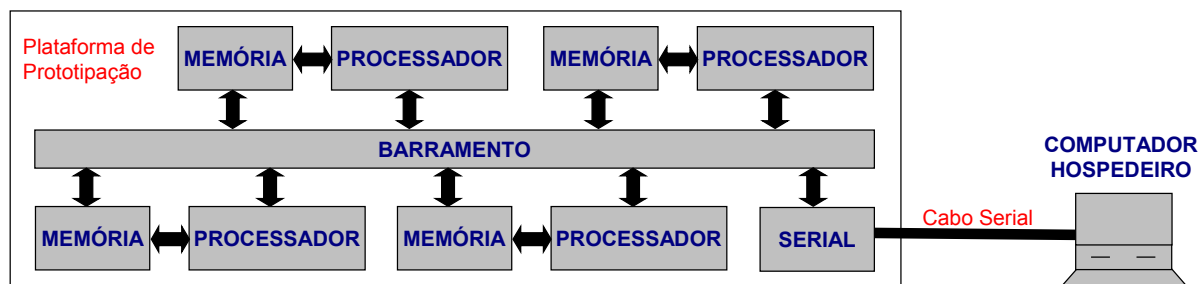 Plataforma de
Prototipação
MEMÓRIA
PROCESSADOR
MEMÓRIA
PROCESSADOR
BARRAMENTO
COMPUTADOR
HOSPEDEIRO
MEMÓRIA
PROCESSADOR
MEMÓRIA
PROCESSADOR
SERIAL
Cabo Serial